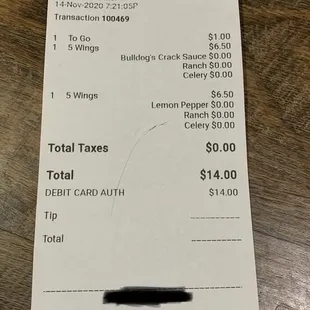 14-Nov-2020 7:21:05P
Transaction 100469
1 To Go $1.00
1 5 Wings $6.50
Bulldog's Crack Sauce $0.00
Ranch $0.00
Celery $0.00
1 5 Wings $6.50
Lemon Pepper $0.00
Ranch $0.00
Celery $0.00
Total Taxes $0.00
Total $14.00
DEBIT CARD AUTH $14.00
Tip
Total